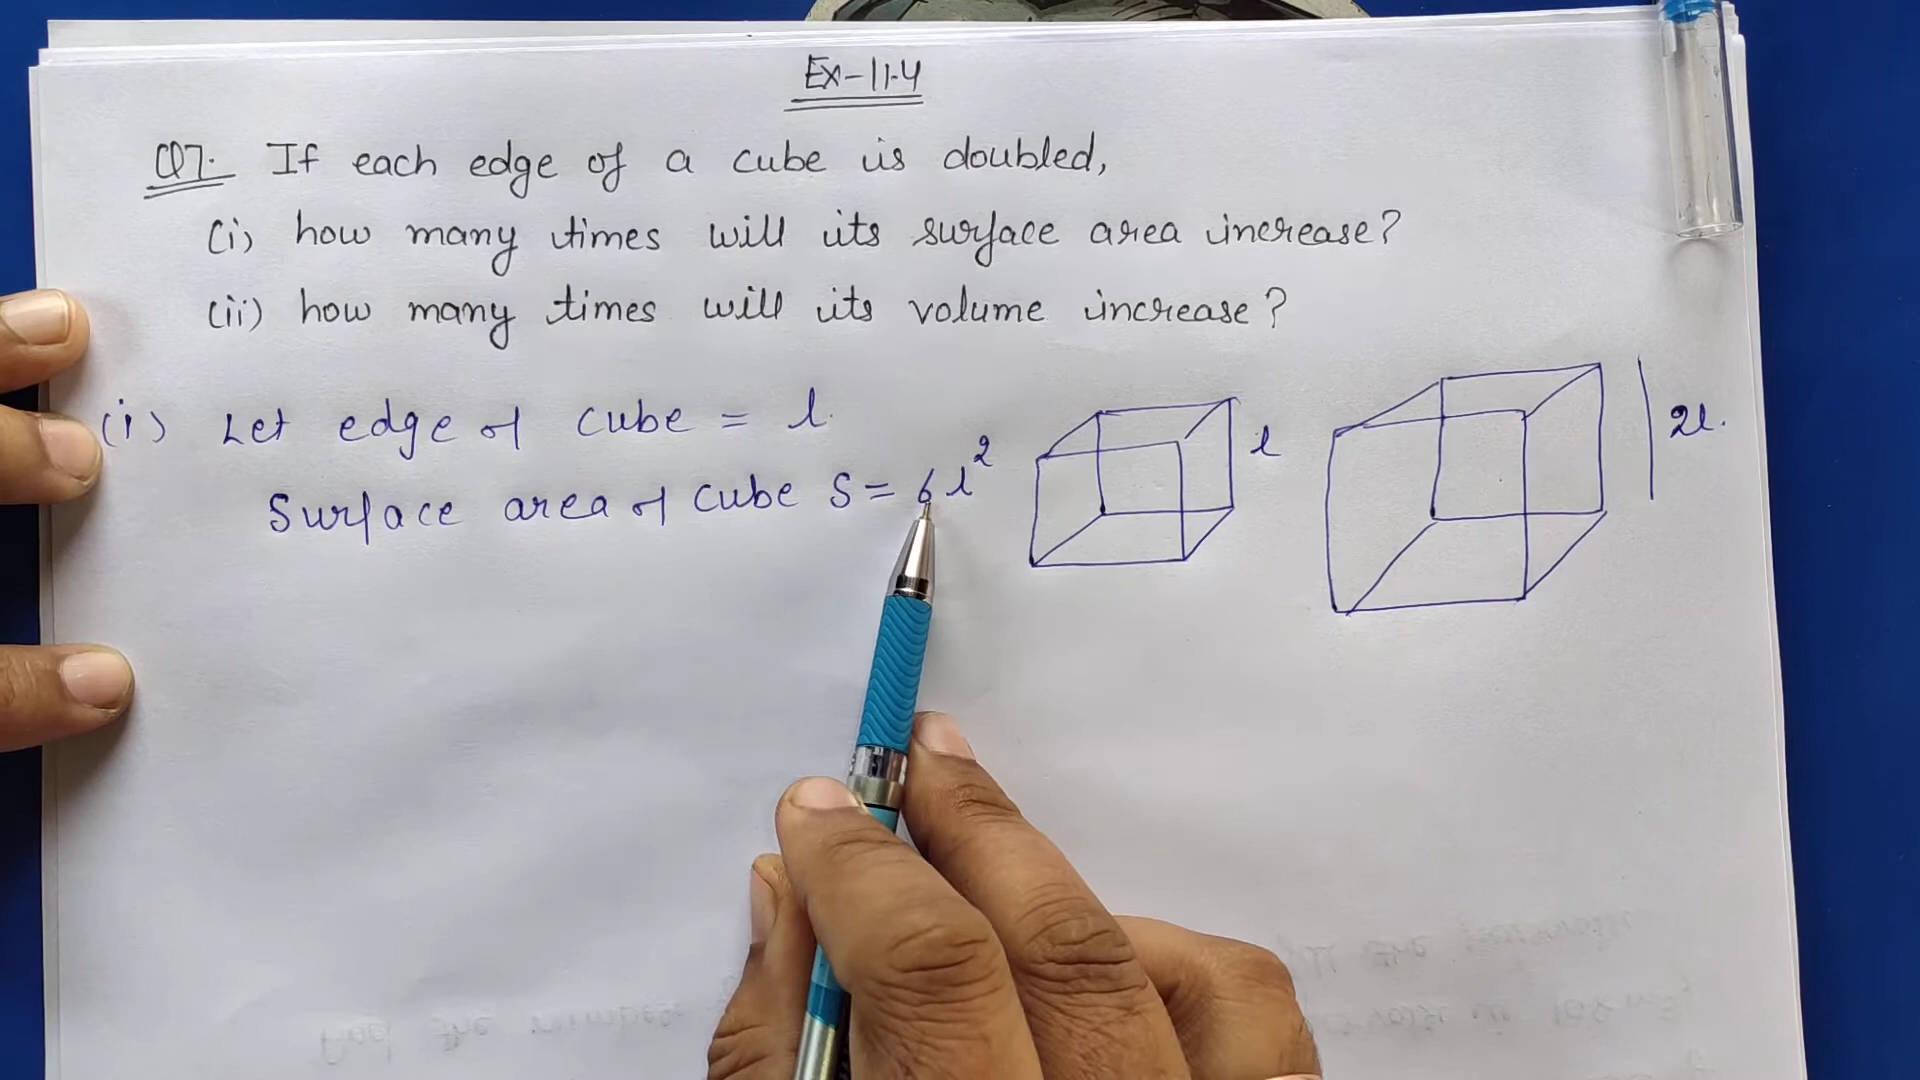 Ex-11.4
Q7. If each edge of a cube is doubled,
(i) how many times will its surface area increase?
(ii) how many times will its volume increase?
(i) Let edge of cube = l.
Surface area of cube S = 6l²
l
2l.